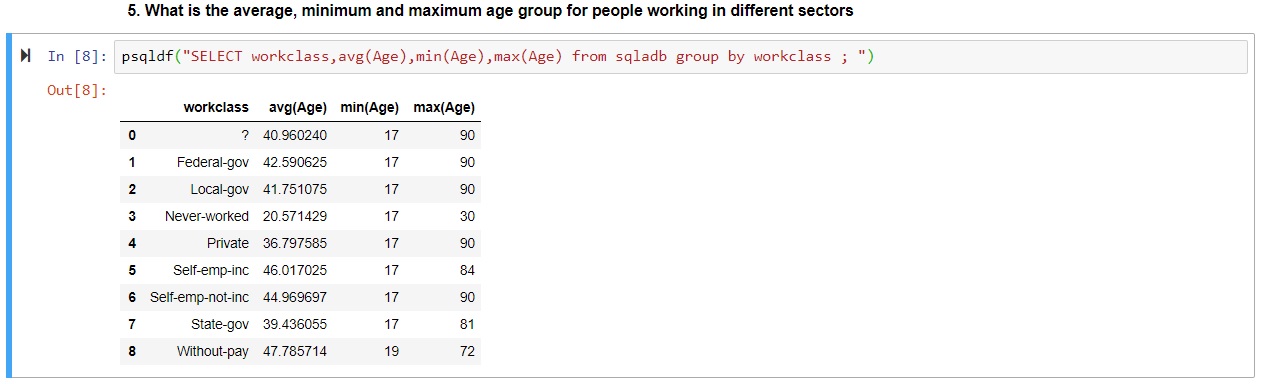 5. What is the average, minimum and maximum age group for people working in different sectors
In [8]: psqldf("SELECT workclass,avg(Age),min(Age),max(Age) from sqladb group by workclass ; ")
Out[8]:
workclass avg(Age) min(Age) max(Age)
0 ? 40.960240 17 90
1 Federal-gov 42.590625 17 90
2 Local-gov 41.751075 17 90
3 Never-worked 20.571429 17 30
4 Private 36.797585 17 90
5 Self-emp-inc 46.017025 17 84
6 Self-emp-not-inc 44.969697 17 90
7 State-gov 39.436055 17 81
8 Without-pay 47.785714 19 72